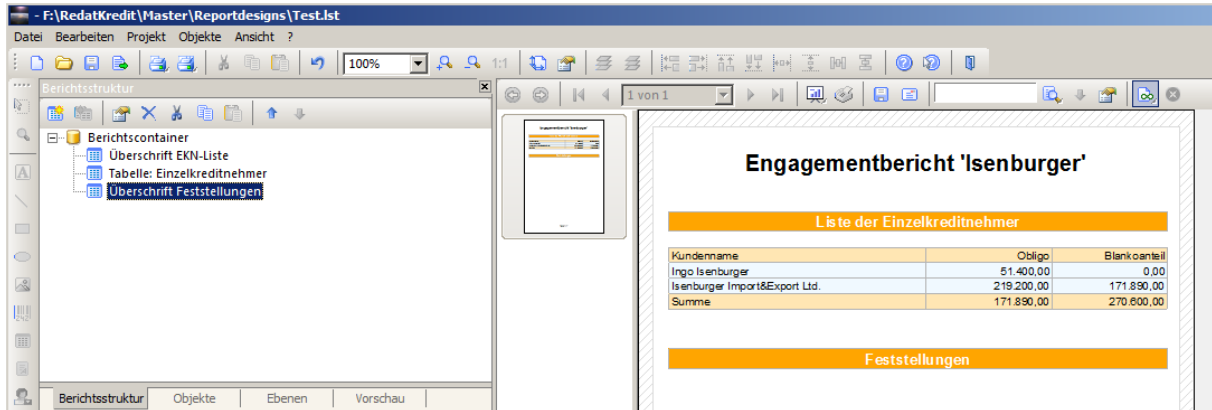 - F:\RedatKredit\Master\Reportdesigns\Test.lst
Datei Bearbeiten Projekt Objekte Ansicht ?
100% 1:1
Berichtsstruktur
1 von 1
Berichtscontainer
Überschrift EKN-Liste
Tabelle: Einzelkreditnehmer
Überschrift Feststellungen
Berichtsstruktur Objekte Ebenen Vorschau
Engagementbericht 'Isenburger'
Liste der Einzelkreditnehmer
Kundenname Obligo Blankoanteil
Ingo Isenburger 51.400,00 0,00
Isenburger Import&Export Ltd. 219.200,00 171.890,00
Summe 171.890,00 270.600,00
Feststellungen